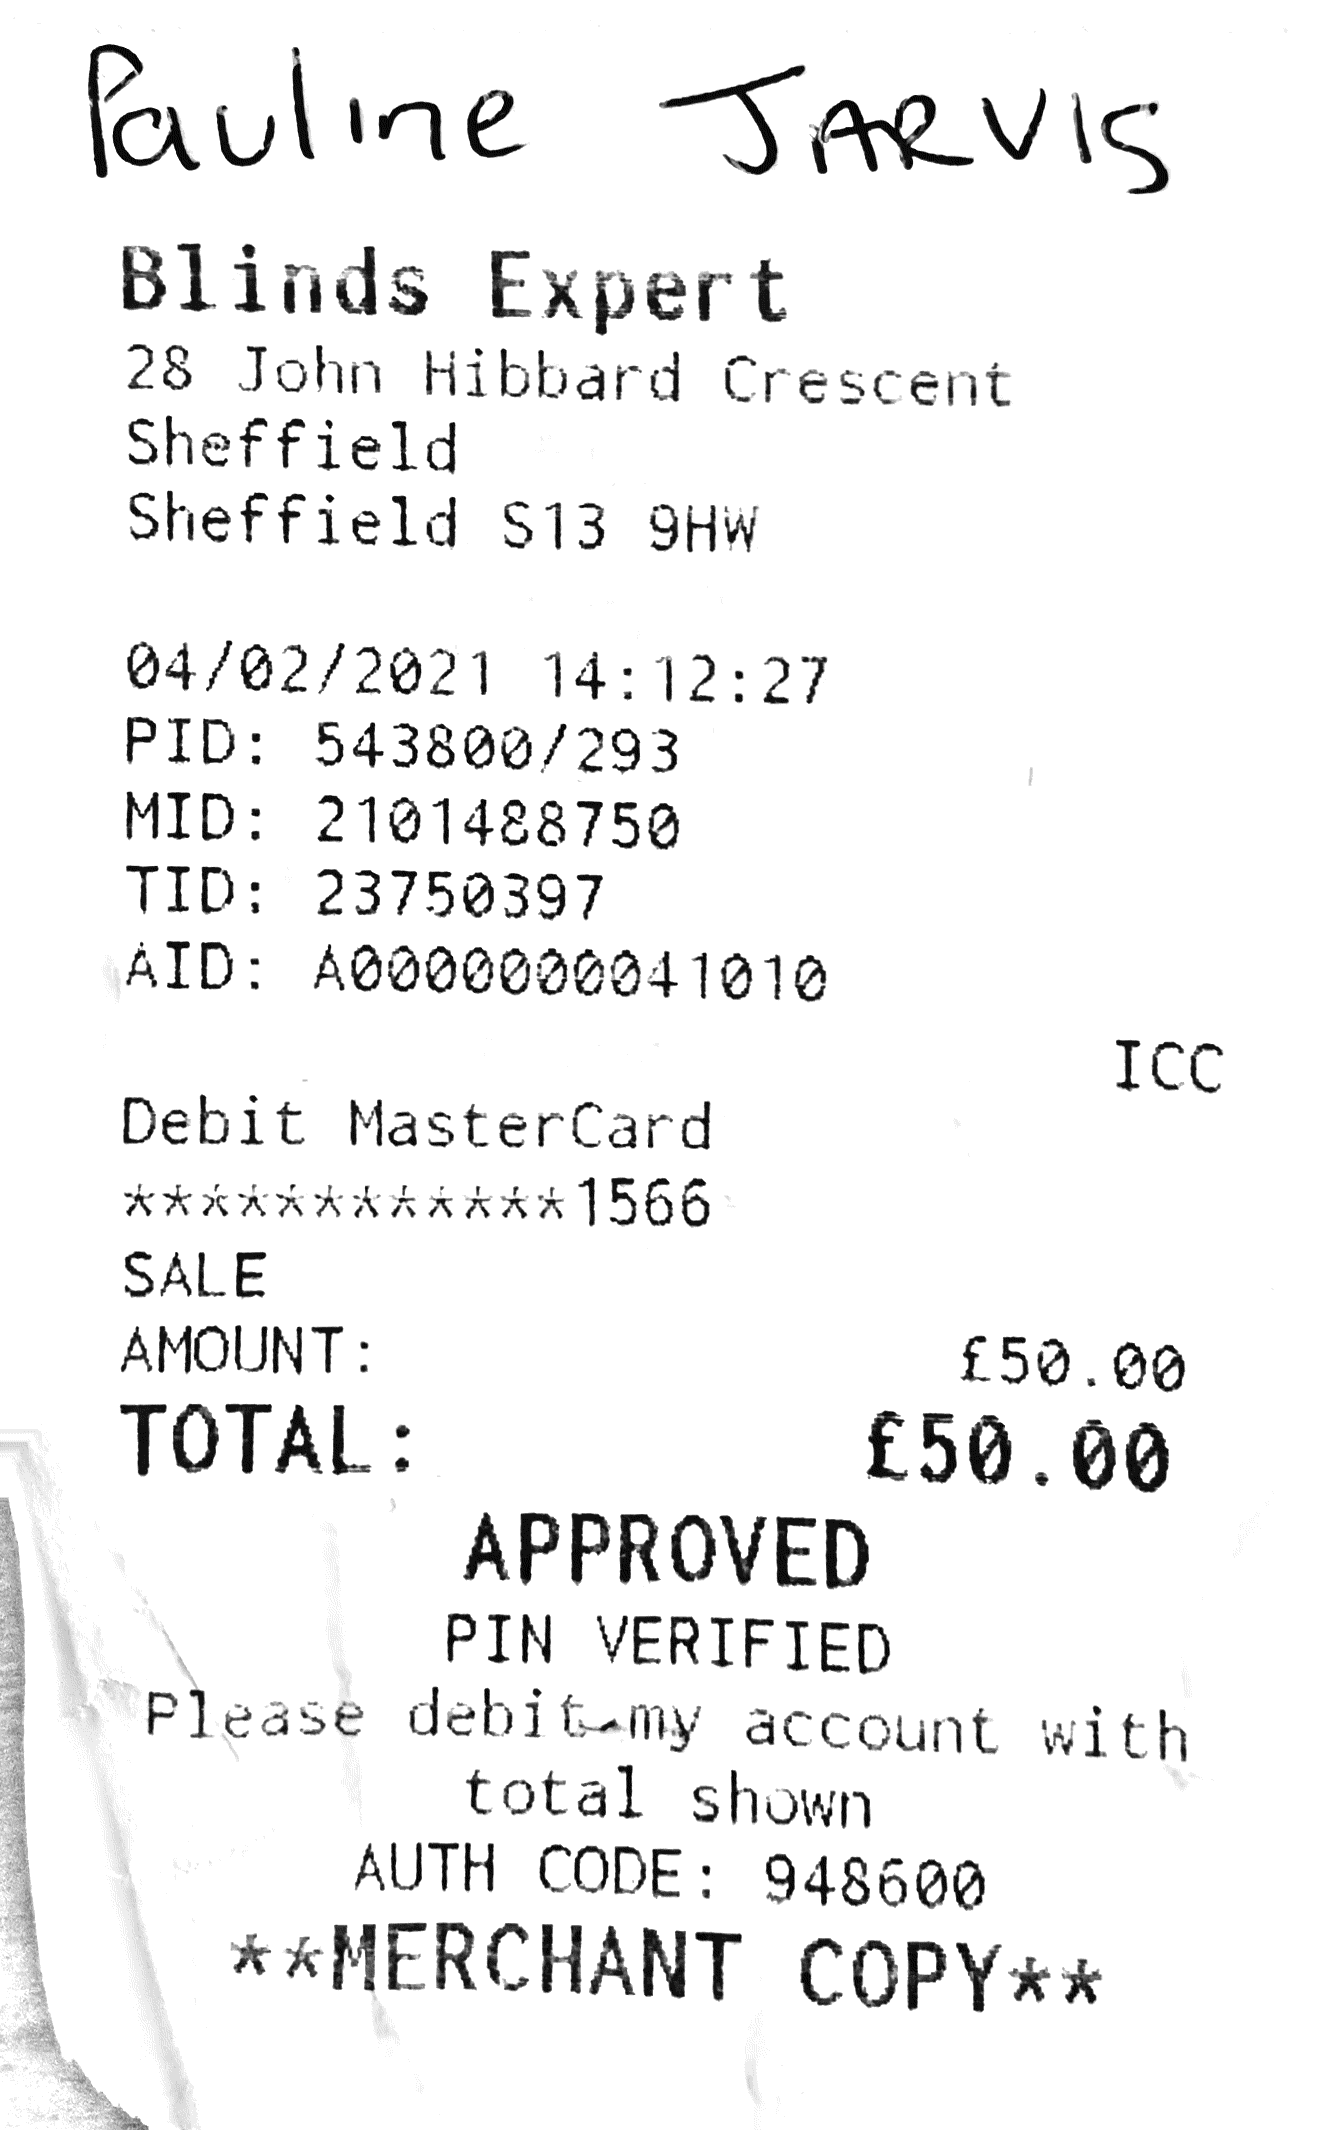 Pauline JARVIS
Blinds Expert
28 John Hibbard Crescent
Sheffield
Sheffield S13 9HW
04/02/2021 14:12:27
PID: 543800/293
MID: 2101488750
TID: 23750397
AID: A0000000041010
ICC
Debit MasterCard
************1566
SALE
AMOUNT: £50.00
TOTAL: £50.00
APPROVED
PIN VERIFIED
Please debit my account with
total shown
AUTH CODE: 948600
**MERCHANT COPY**